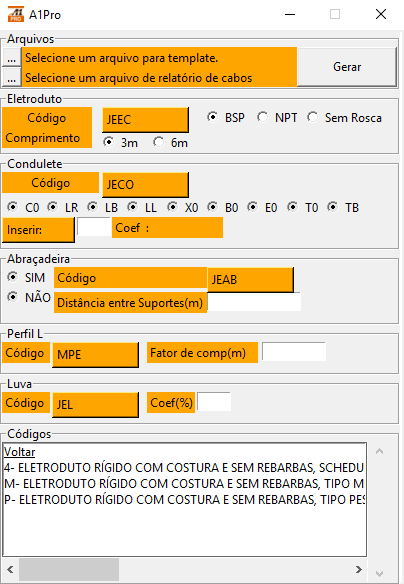 A1Pro
Arquivos
... Selecione um arquivo para template.
... Selecione um arquivo de relatório de cabos
Gerar
Eletroduto
Código JEEC BSP NPT Sem Rosca
Comprimento 3m 6m
Condulete
Código JECO
C0 LR LB LL X0 B0 E0 T0 TB
Inserir: Coef :
Abraçadeira
SIM Código JEAB
NÃO Distância entre Suportes(m)
Perfil L
Código MPE Fator de comp(m)
Luva
Código JEL Coef(%)
Códigos
Voltar
4- ELETRODUTO RÍGIDO COM COSTURA E SEM REBARBAS, SCHEDU
M- ELETRODUTO RÍGIDO COM COSTURA E SEM REBARBAS, TIPO M
P- ELETRODUTO RÍGIDO COM COSTURA E SEM REBARBAS, TIPO PES